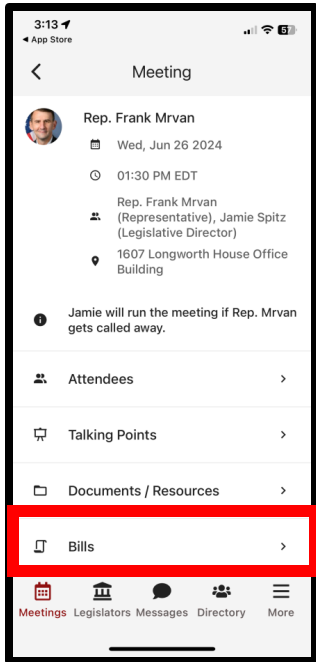 3:13
57
◄ App Store
Meeting
Rep. Frank Mrvan
Wed, Jun 26 2024
01:30 PM EDT
Rep. Frank Mrvan
(Representative), Jamie Spitz
(Legislative Director)
1607 Longworth House Office
Building
Jamie will run the meeting if Rep. Mrvan
gets called away.
Attendees
Talking Points
Documents / Resources
Bills
Meetings Legislators Messages Directory More